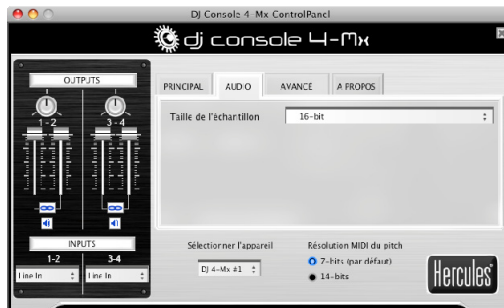 DJ Console 4-Mx ControlPanel
dj console 4-Mx
OUTPUTS
1-2
3-4
INPUTS
1-2
3-4
Line In
Line In
PRINCIPAL
AUDIO
AVANCE
A PROPOS
Taille de l'échantillon
16-bit
Sélectionner l'appareil
DJ 4-Mx #1
Résolution MIDI du pitch
7-bits (par défaut)
14-bits
Hercules